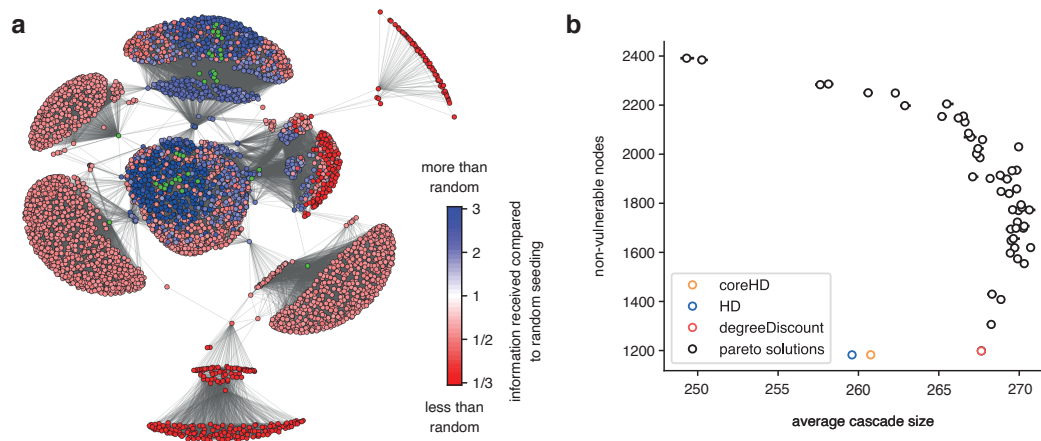 a
more than
random
3
2
1
1/2
1/3
less than
random
information received compared
to random seeding
b
2400
2200
2000
1800
1600
1400
1200
non-vulnerable nodes
coreHD
HD
degreeDiscount
pareto solutions
250
255
260
265
270
average cascade size